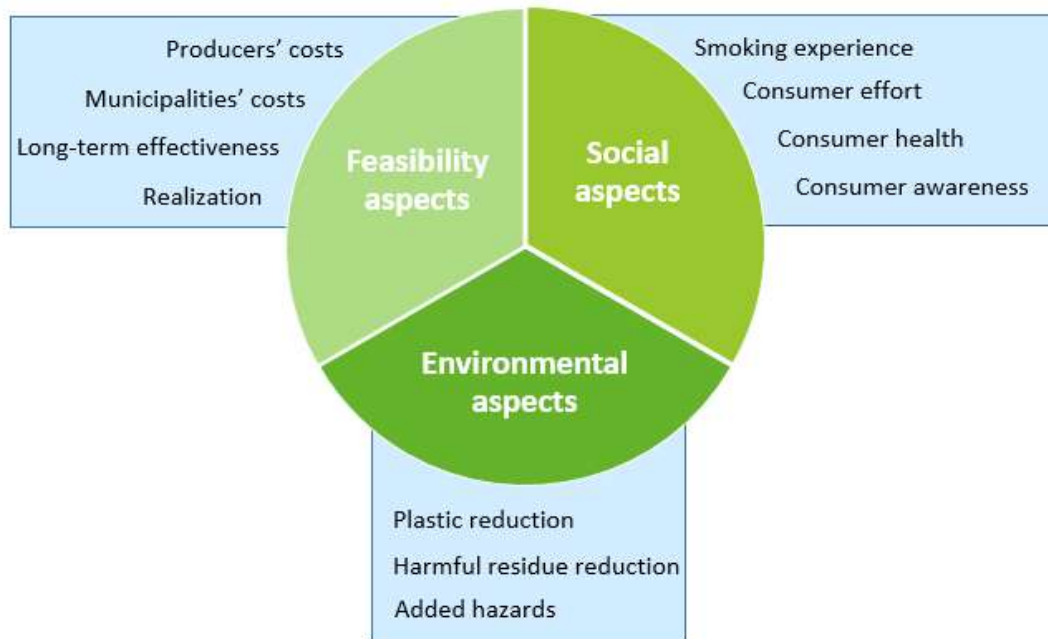 Producers’ costs
Municipalities’ costs
Long-term effectiveness
Realization
Feasibility
aspects
Smoking experience
Consumer effort
Consumer health
Consumer awareness
Social
aspects
Environmental
aspects
Plastic reduction
Harmful residue reduction
Added hazards